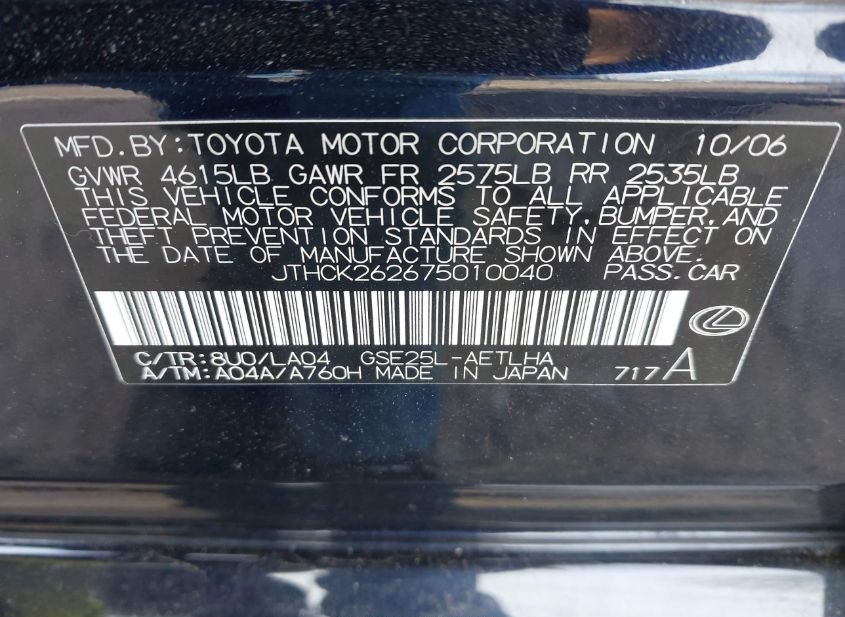 MFD.BY:TOYOTA MOTOR CORPORATION 10/06
GVWR 4615LB GAWR FR 2575LB RR 2535LB
THIS VEHICLE CONFORMS TO ALL APPLICABLE
FEDERAL MOTOR VEHICLE SAFETY,BUMPER,AND
THEFT PREVENTION STANDARDS IN EFFECT ON
THE DATE OF MANUFACTURE SHOWN ABOVE.
JTHCK262675010040 PASS.CAR
C/TR:8U0/LA04 GSE25L-AETLHA
A/TM:A04A/A760H MADE IN JAPAN 717A